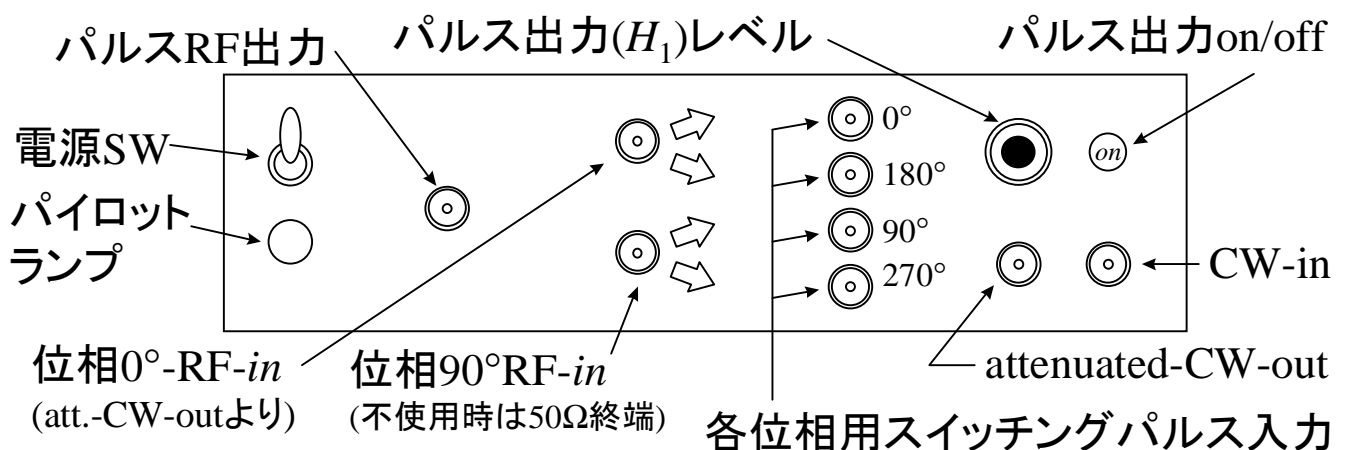 パルスRF出力
パルス出力(H1)レベル
パルス出力on/off
電源SW
パイロット
ランプ
0°
180°
90°
270°
on
CW-in
位相0°-RF-in
(att.-CW-outより)
位相90°RF-in
(不使用時は50Ω終端)
attenuated-CW-out
各位相用スイッチングパルス入力